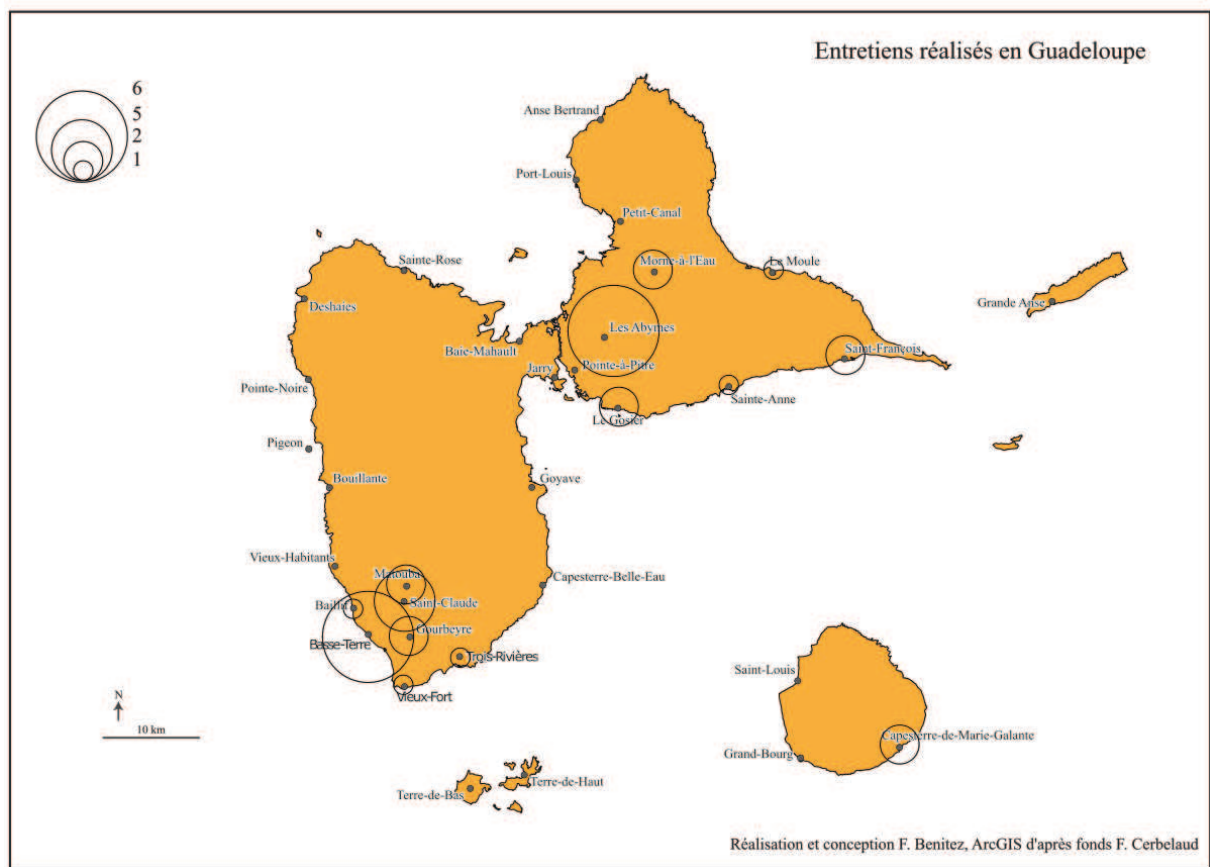 Entretiens réalisés en Guadeloupe
6
5
2
1
Anse Bertrand
Port-Louis
Petit-Canal
Morne-à-l'Eau
Le Moule
Sainte-Rose
Deshaies
Grande Anse
Les Abymes
Baie-Mahault
Saint-François
Pointe-à-Pitre
Jarry
Pointe-Noire
Sainte-Anne
Le Gosier
Pigeon
Bouillante
Goyave
Vieux-Habitants
Matouba
Capesterre-Belle-Eau
Baillif
Saint-Claude
Gourbeyre
Basse-Terre
Trois-Rivières
Saint-Louis
Vieux-Fort
N
10 km
Capesterre-de-Marie-Galante
Grand-Bourg
Terre-de-Haut
Terre-de-Bas
Réalisation et conception F. Benitez, ArcGIS d'après fonds F. Cerbelaud